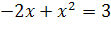 −2x + x² = 3